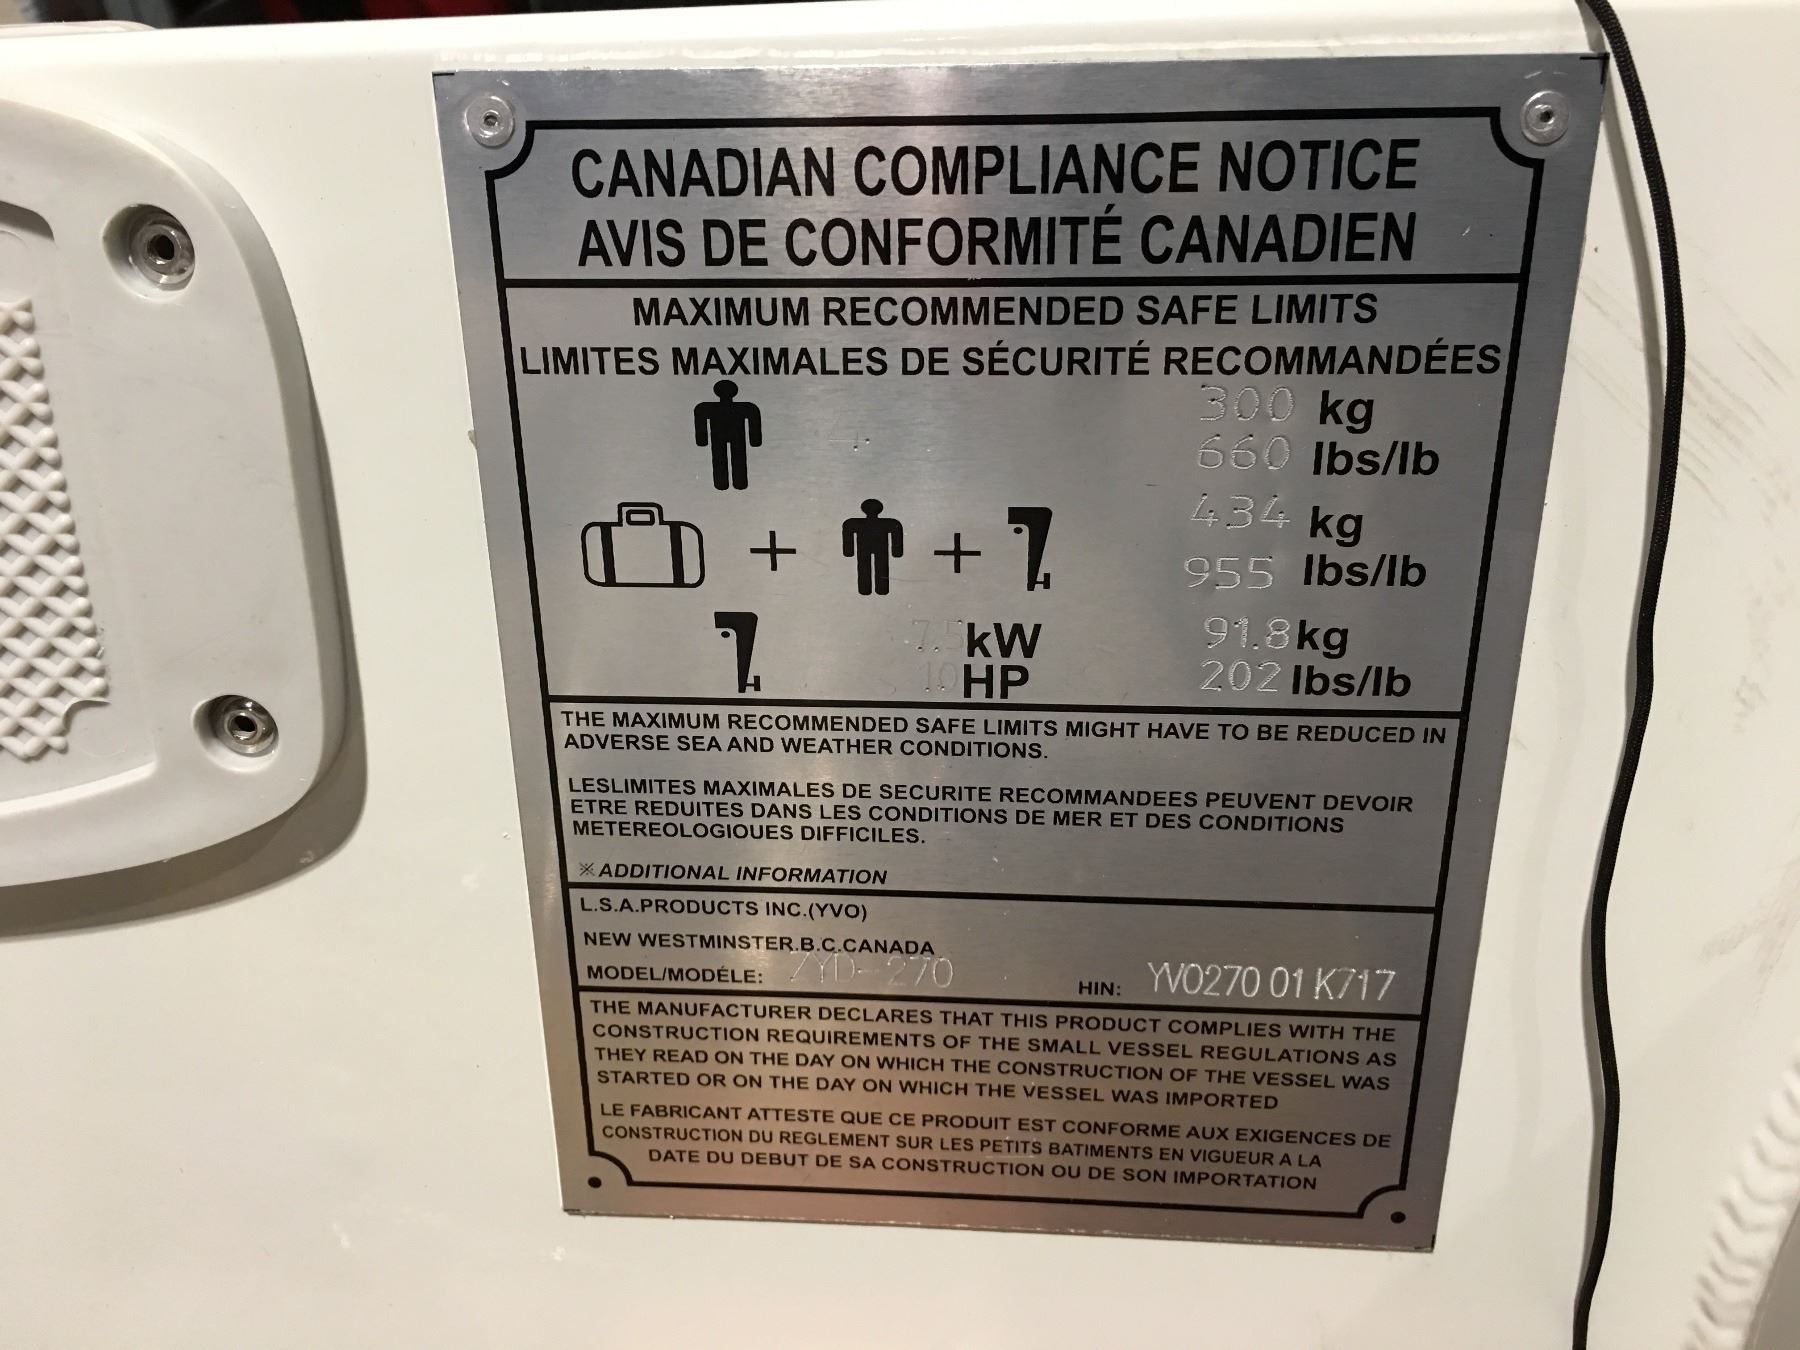 CANADIAN COMPLIANCE NOTICE
AVIS DE CONFORMITÉ CANADIEN
MAXIMUM RECOMMENDED SAFE LIMITS
LIMITES MAXIMALES DE SÉCURITÉ RECOMMANDÉES
4 300 kg
660 lbs/lb
+ + 434 kg
955 lbs/lb
7.5 kW 91.8 kg
10 HP 202 lbs/lb
THE MAXIMUM RECOMMENDED SAFE LIMITS MIGHT HAVE TO BE REDUCED IN
ADVERSE SEA AND WEATHER CONDITIONS.
LESLIMITES MAXIMALES DE SECURITE RECOMMANDEES PEUVENT DEVOIR
ETRE REDUITES DANS LES CONDITIONS DE MER ET DES CONDITIONS
METEREOLOGIOUES DIFFICILES.
※ADDITIONAL INFORMATION
L.S.A.PRODUCTS INC.(YVO)
NEW WESTMINSTER.B.C.CANADA
MODEL/MODÉLE: ZYD-270 HIN: YVO270 01 K717
THE MANUFACTURER DECLARES THAT THIS PRODUCT COMPLIES WITH THE
CONSTRUCTION REQUIREMENTS OF THE SMALL VESSEL REGULATIONS AS
THEY READ ON THE DAY ON WHICH THE CONSTRUCTION OF THE VESSEL WAS
STARTED OR ON THE DAY ON WHICH THE VESSEL WAS IMPORTED
LE FABRICANT ATTESTE QUE CE PRODUIT EST CONFORME AUX EXIGENCES DE
CONSTRUCTION DU REGLEMENT SUR LES PETITS BATIMENTS EN VIGUEUR A LA
DATE DU DEBUT DE SA CONSTRUCTION OU DE SON IMPORTATION